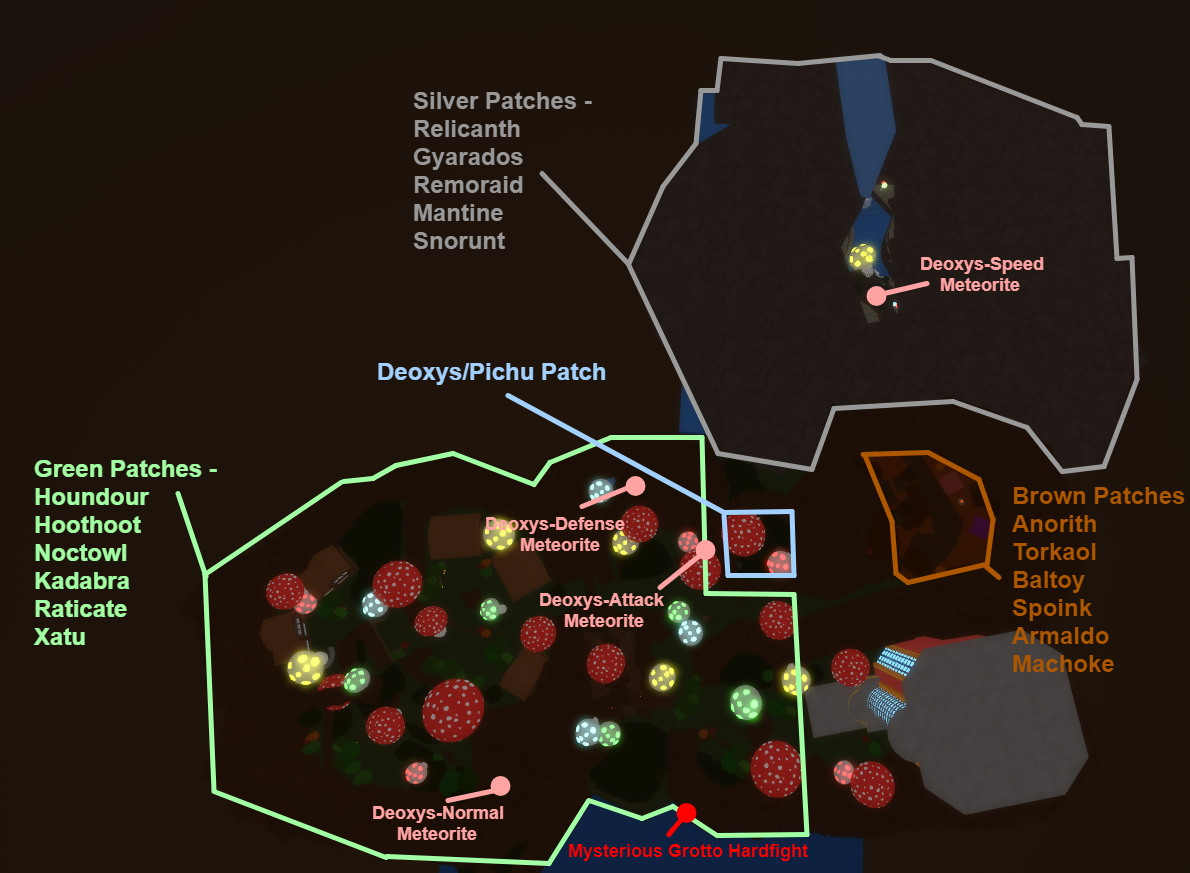 Silver Patches -
Relicanth
Gyarados
Remoraid
Mantine
Snorunt
Deoxys-Speed
Meteorite
Deoxys/Pichu Patch
Green Patches -
Houndour
Hoothoot
Noctowl
Kadabra
Raticate
Xatu
Deoxys-Defense
Meteorite
Deoxys-Attack
Meteorite
Brown Patches
Anorith
Torkaol
Baltoy
Spoink
Armaldo
Machoke
Deoxys-Normal
Meteorite
Mysterious Grotto Hardfight